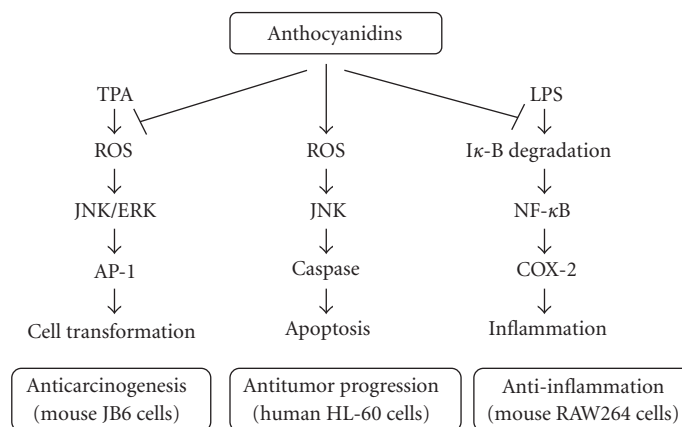 Anthocyanidins
TPA
LPS
ROS
ROS
Iκ-B degradation
JNK/ERK
JNK
NF-κB
AP-1
Caspase
COX-2
Cell transformation
Apoptosis
Inflammation
Anticarcinogenesis
(mouse JB6 cells)
Antitumor progression
(human HL-60 cells)
Anti-inflammation
(mouse RAW264 cells)